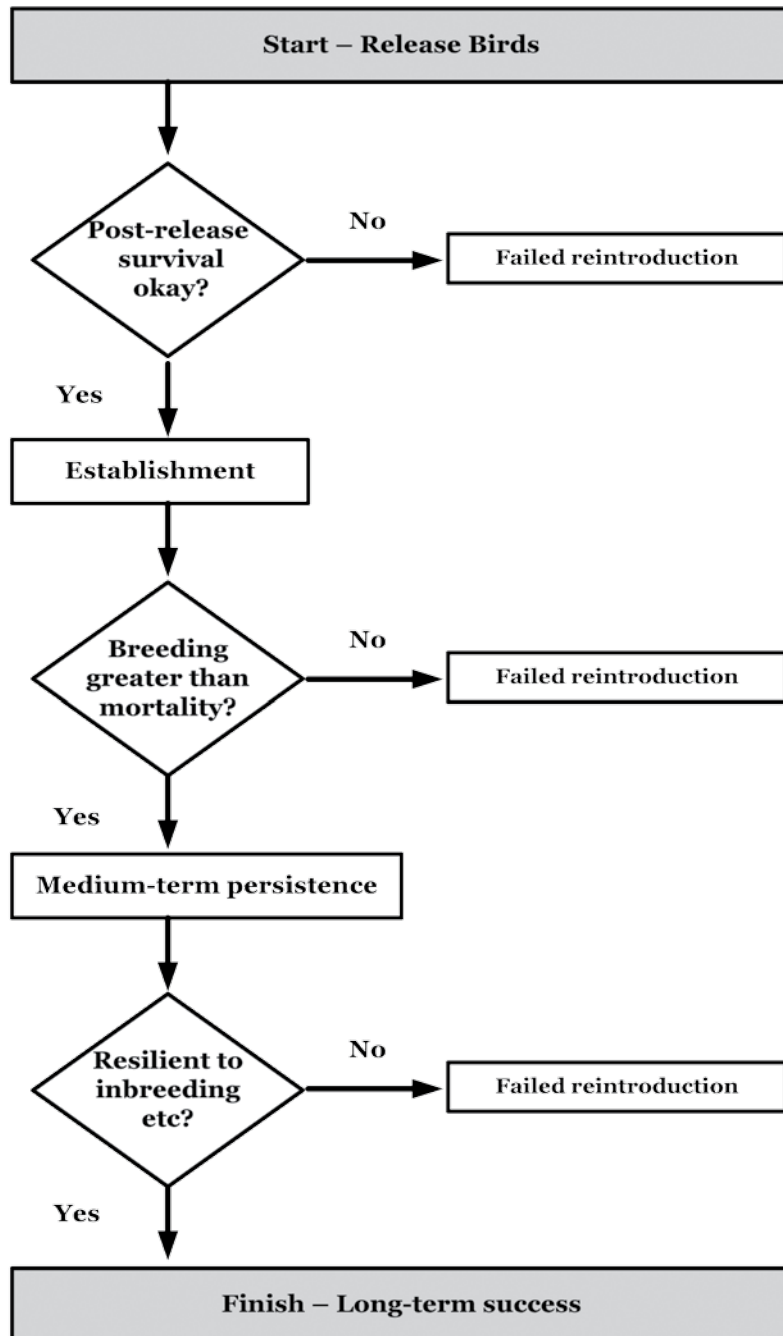 Start – Release Birds
Post-release
survival
okay?
No
Failed reintroduction
Yes
Establishment
Breeding
greater than
mortality?
No
Failed reintroduction
Yes
Medium-term persistence
Resilient to
inbreeding
etc?
No
Failed reintroduction
Yes
Finish – Long-term success